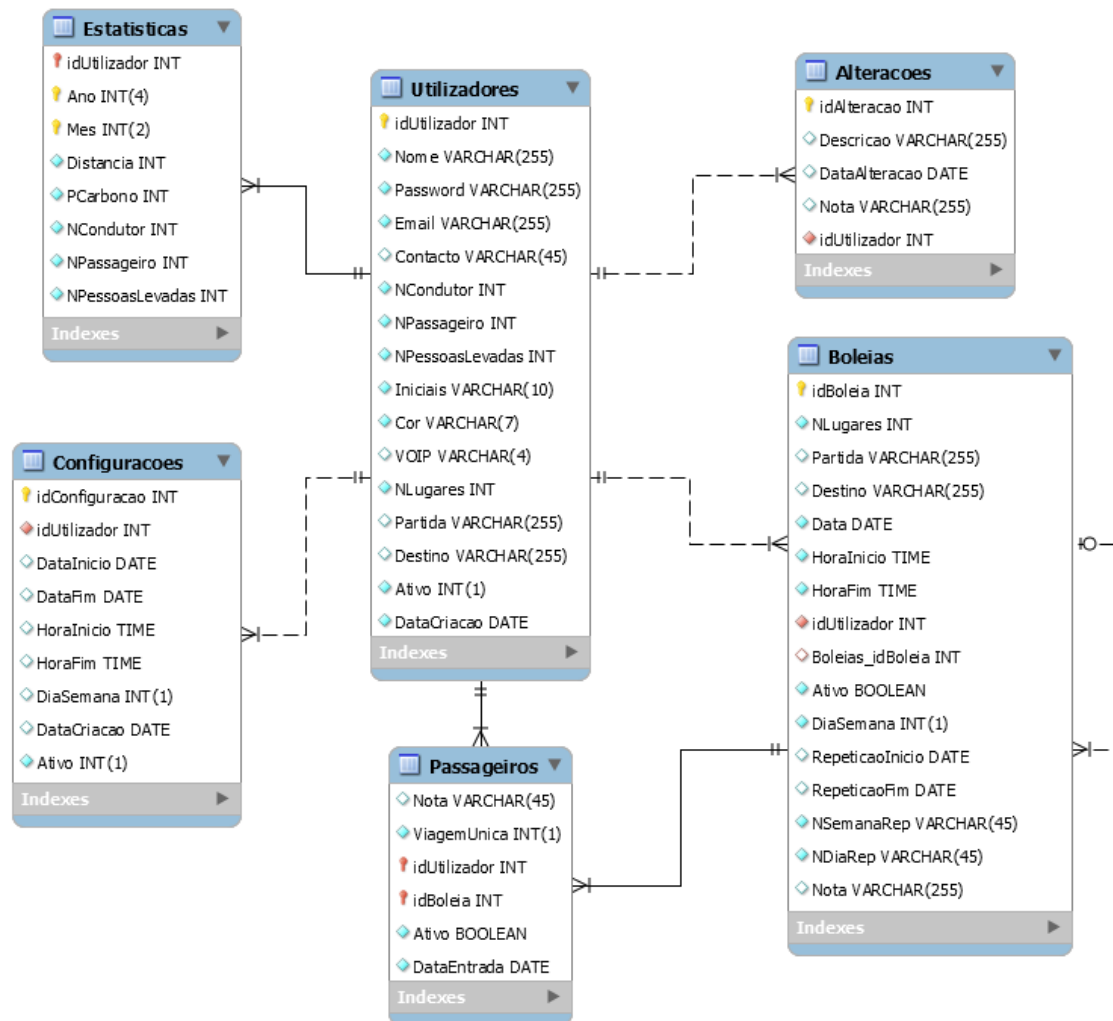 Estatisticas
idUtilizador INT
Ano INT(4)
Mes INT(2)
Distância INT
PCarbono INT
NCondutor INT
NPassageiro INT
NPessoasLevadas INT
Indexes
Utilizadores
idUtilizador INT
Nome VARCHAR(255)
Password VARCHAR(255)
Email VARCHAR(255)
Contacto VARCHAR(45)
NCondutor INT
NPassageiro INT
NPessoasLevadas INT
Iniciais VARCHAR(10)
Cor VARCHAR(7)
VOIP VARCHAR(4)
NLugares INT
Partida VARCHAR(255)
Destino VARCHAR(255)
Ativo INT(1)
DataCriacao DATE
Indexes
Alteracoes
idAlteracao INT
Descricao VARCHAR(255)
DataAlteracao DATE
Nota VARCHAR(255)
idUtilizador INT
Indexes
Configuracoes
idConfiguracao INT
idUtilizador INT
DataInicio DATE
DataFim DATE
HoraInicio TIME
HoraFim TIME
DiaSemana INT(1)
DataCriacao DATE
Ativo INT(1)
Indexes
Boleias
idBoleia INT
NLugares INT
Partida VARCHAR(255)
Destino VARCHAR(255)
Data DATE
HoraInicio TIME
HoraFim TIME
idUtilizador INT
Boleias_idBoleia INT
Ativo BOOLEAN
DiaSemana INT(1)
RepeticaoInicio DATE
RepeticaoFim DATE
NSemanaRep VARCHAR(45)
NDiaRep VARCHAR(45)
Nota VARCHAR(255)
Indexes
Passageiros
Nota VARCHAR(45)
ViagemUnica INT(1)
idUtilizador INT
idBoleia INT
Ativo BOOLEAN
DataEntrada DATE
Indexes